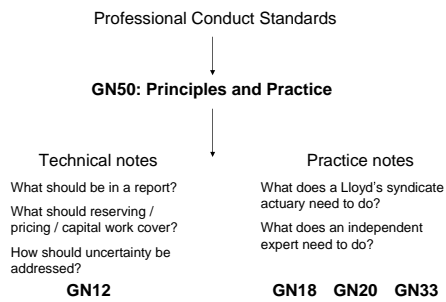 Professional Conduct Standards
GN50: Principles and Practice
Technical notes
What should be in a report?
What should reserving /
pricing / capital work cover?
How should uncertainty be
addressed?
GN12
Practice notes
What does a Lloyd's syndicate
actuary need to do?
What does an independent
expert need to do?
GN18 GN20 GN33